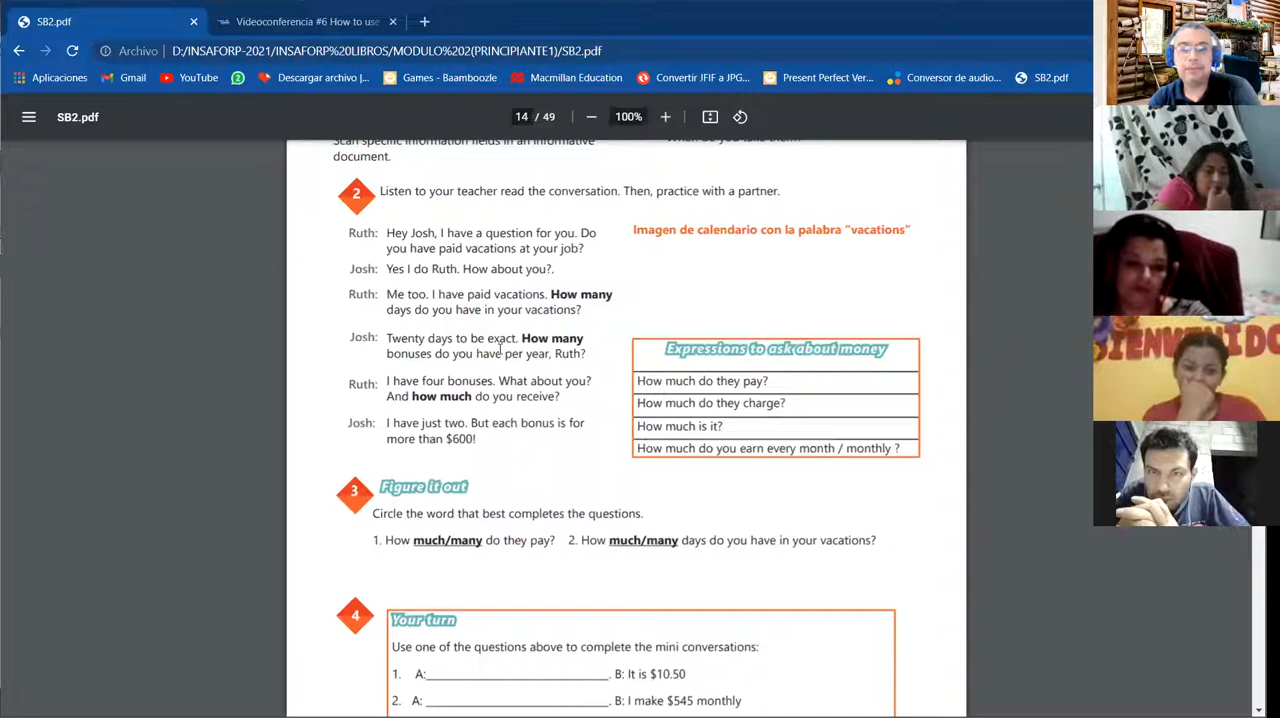 SB2.pdf
Videoconferencia #6 How to use
Archivo
D:/INSAFORP-2021/INSAFORP%20LIBROS/MODULO%202(PRINCIPIANTE1)/SB2.pdf
Aplicaciones
Gmail
YouTube
Descargar archivo |...
Games - Baamboozle
Macmillan Education
Convertir JFIF a JPG...
Present Perfect Ver...
Conversor de audio...
SB2.pdf
SB2.pdf
14 / 49
100%
Scan specific information fields in an informative
document.
2
Listen to your teacher read the conversation. Then, practice with a partner.
Ruth: Hey Josh, I have a question for you. Do
you have paid vacations at your job?
Josh: Yes I do Ruth. How about you?.
Ruth: Me too. I have paid vacations. How many
days do you have in your vacations?
Josh: Twenty days to be exact. How many
bonuses do you have per year, Ruth?
Ruth: I have four bonuses. What about you?
And how much do you receive?
Josh: I have just two. But each bonus is for
more than $600!
Imagen de calendario con la palabra "vacations"
Expressions to ask about money
How much do they pay?
How much do they charge?
How much is it?
How much do you earn every month / monthly ?
3
Figure it out
Circle the word that best completes the questions.
1. How much/many do they pay? 2. How much/many days do you have in your vacations?
4
Your turn
Use one of the questions above to complete the mini conversations:
1. A:______________________________. B: It is $10.50
2. A: ______________________________. B: I make $545 monthly
BIENVENIDO